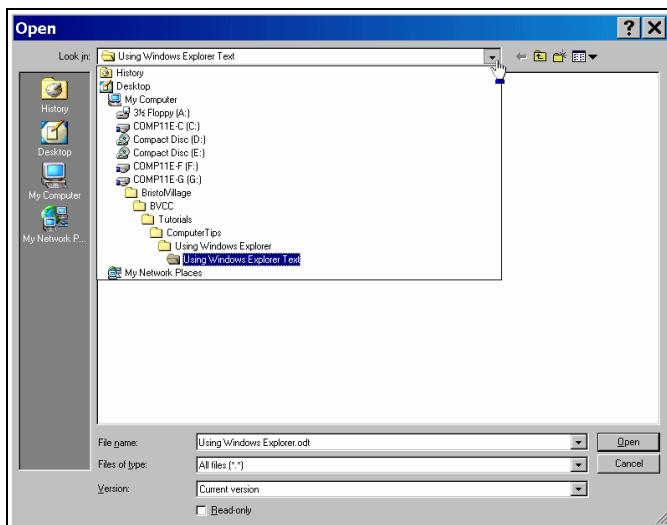 Open
Look in: Using Windows Explorer Text
History
Desktop
My Computer
3½ Floppy (A:)
COMP11E-C (C:)
Compact Disc (D:)
Compact Disc (E:)
COMP11E-F (F:)
COMP11E-G (G:)
BristolVillage
BVCC
Tutorials
ComputerTips
Using Windows Explorer
Using Windows Explorer Text
My Network Places
History
Desktop
My Computer
My Network P...
File name: Using Windows Explorer.odt Open
Files of type: All files (*.*) Cancel
Version: Current version
Read-only